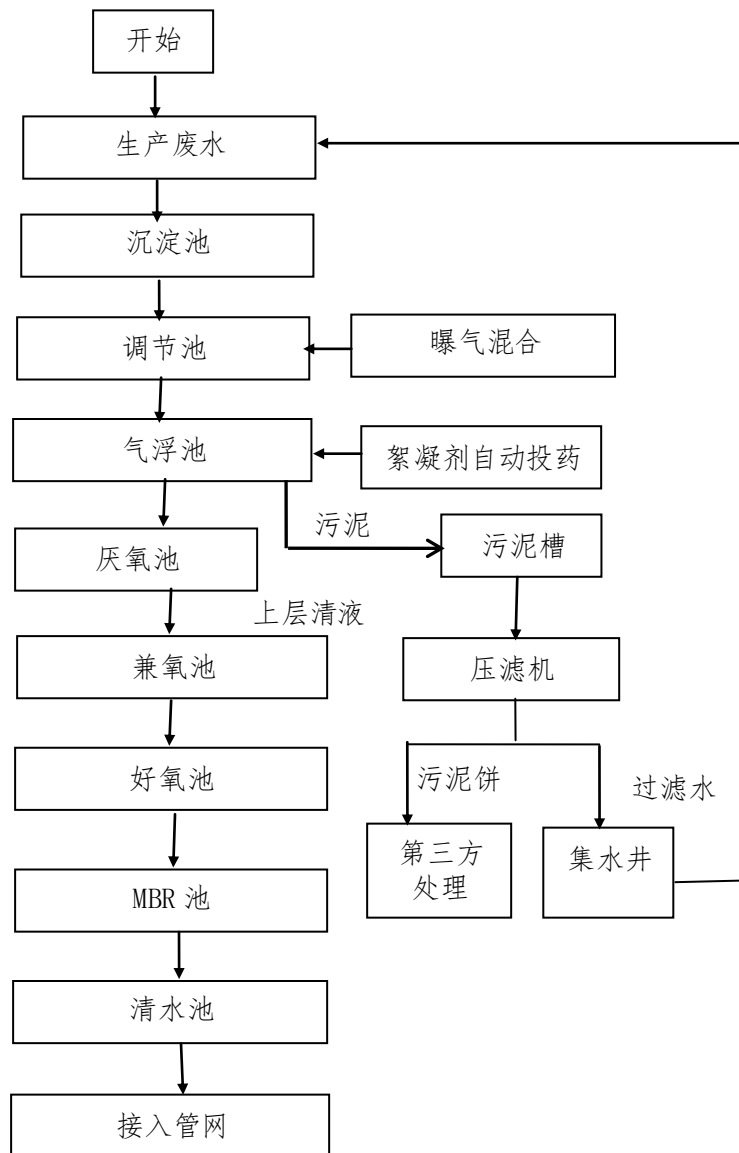 开始
生产废水
沉淀池
调节池
曝气混合
气浮池
絮凝剂自动投药
污泥
厌氧池
污泥槽
上层清液
兼氧池
压滤机
好氧池
污泥饼
过滤水
第三方
处理
集水井
MBR 池
清水池
接入管网